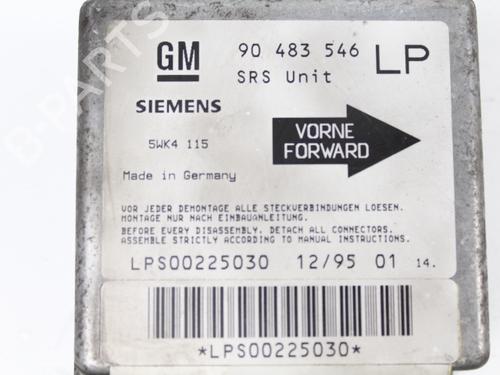 GM
90 483 546 LP
SRS Unit
SIEMENS
5WK4 115
VORNE
FORWARD
Made in Germany
VOR JEDER DEMONTAGE ALLE STECKVERBINDUNGEN LOESEN.
MONTAGE NUR NACH EINBAUANLEITUNG.
BEFORE EVERY DISASSEMBLY, DETACH ALL CONNECTORS.
ASSEMBLE STRICTLY ACCORDING TO MANUAL INSTRUCTIONS.
LPS00225030 12/95 01 14.
*LPS00225030*
B-PARTS